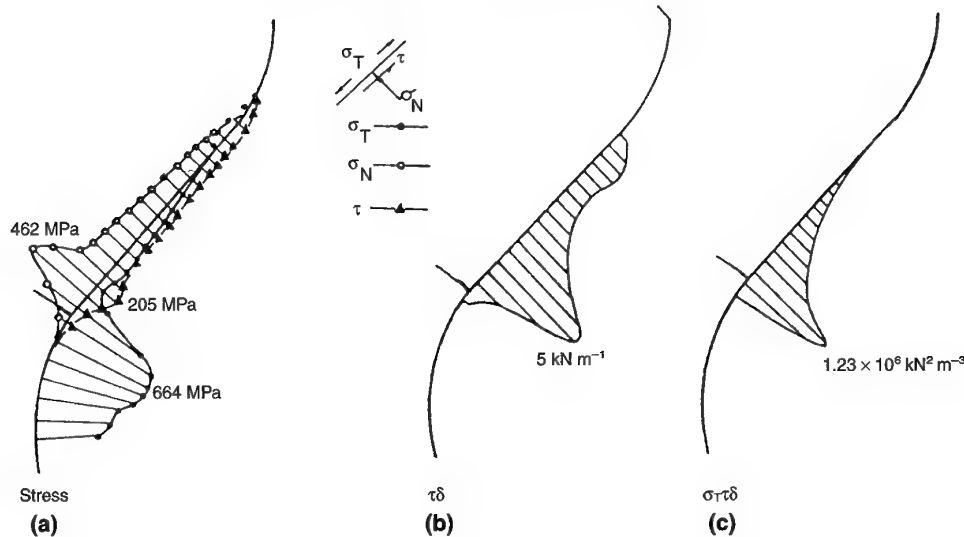 σT
τ
σN
σT
σN
τ
462 MPa
205 MPa
664 MPa
5 kN m⁻¹
1.23 × 10⁶ kN² m⁻³
Stress
(a)
τδ
(b)
σTτδ
(c)